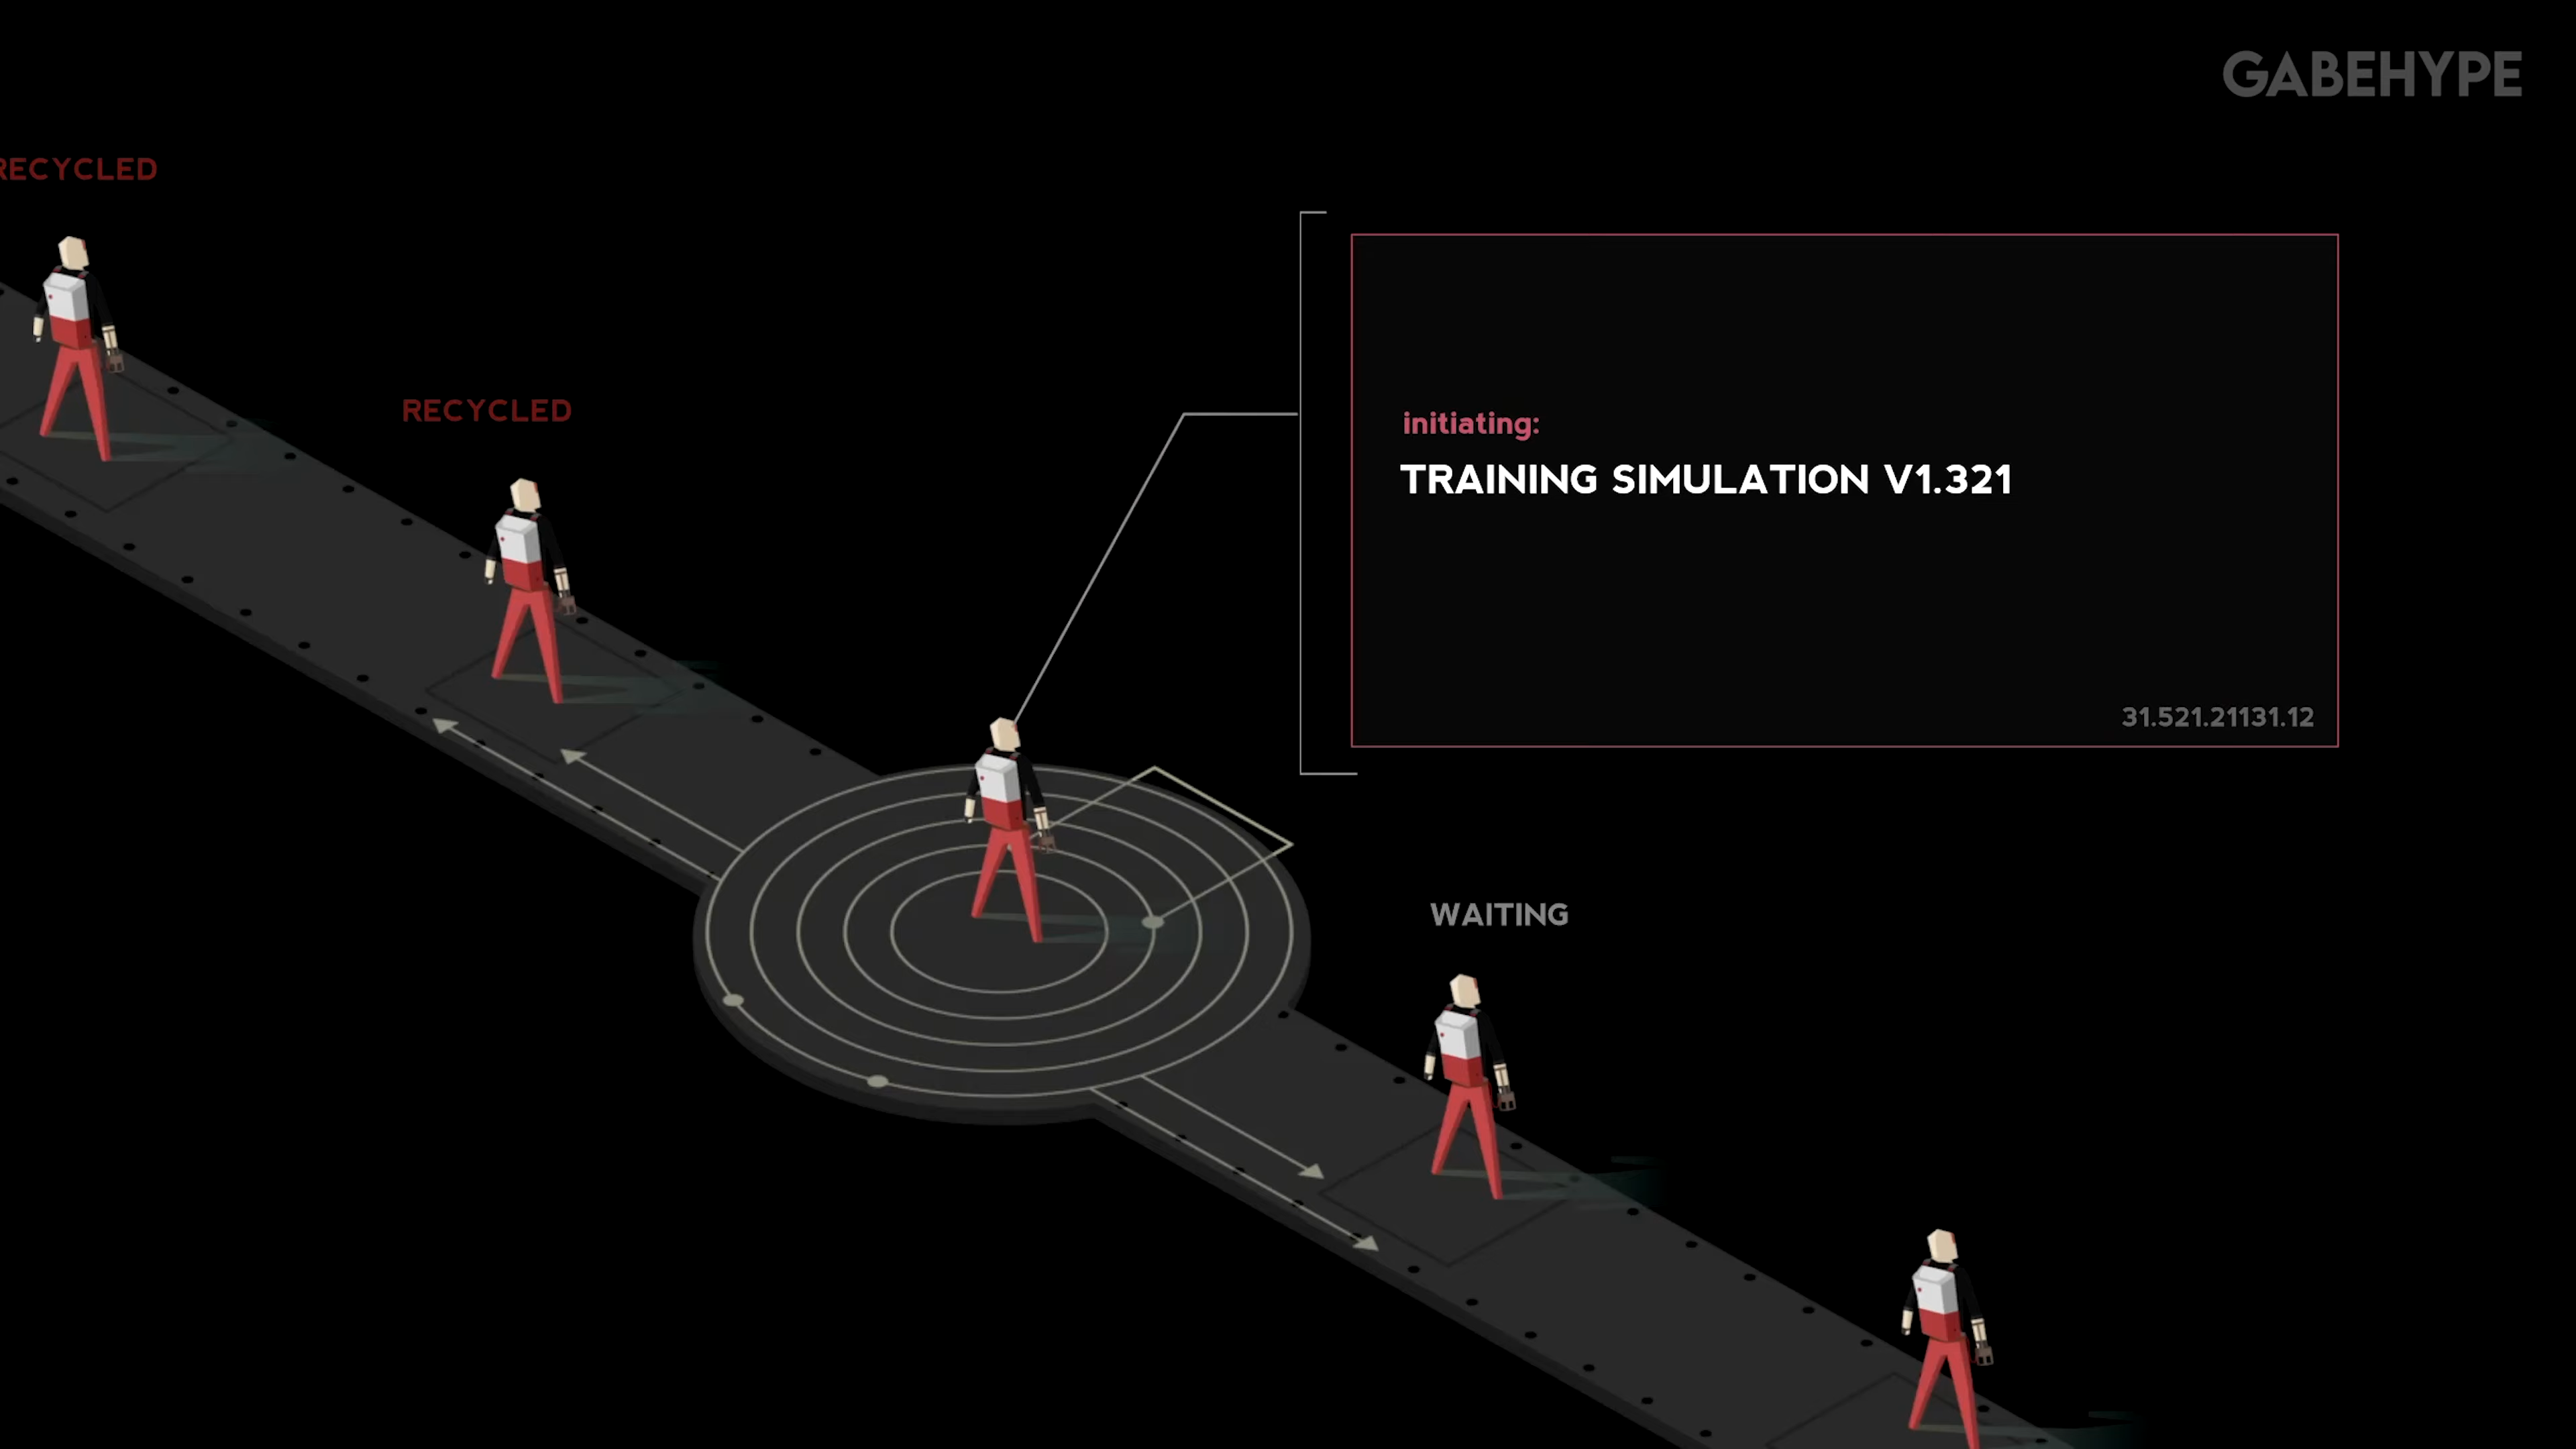 GABEHYPE
RECYCLED
RECYCLED
initiating:
TRAINING SIMULATION V1.321
31.521.21131.12
WAITING